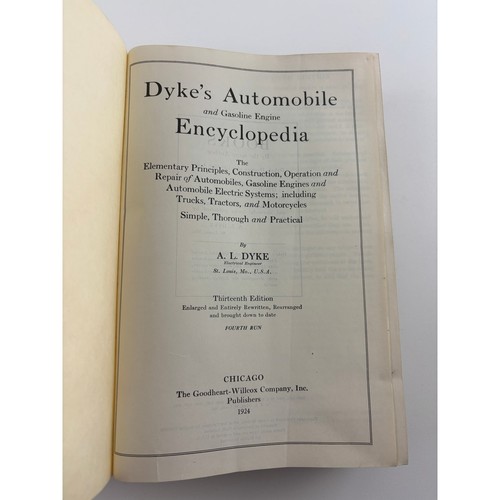 Dyke's Automobile
and Gasoline Engine
Encyclopedia
The
Elementary Principles, Construction, Operation and
Repair of Automobiles, Gasoline Engines and
Automobile Electric Systems; including
Trucks, Tractors, and Motorcycles
Simple, Thorough and Practical
By
A. L. DYKE
Electrical Engineer
St. Louis, Mo., U.S.A.
Thirteenth Edition
Enlarged and Entirely Rewritten, Rearranged
and brought down to date
FOURTH RUN
CHICAGO
The Goodheart-Willcox Company, Inc.
Publishers
1924